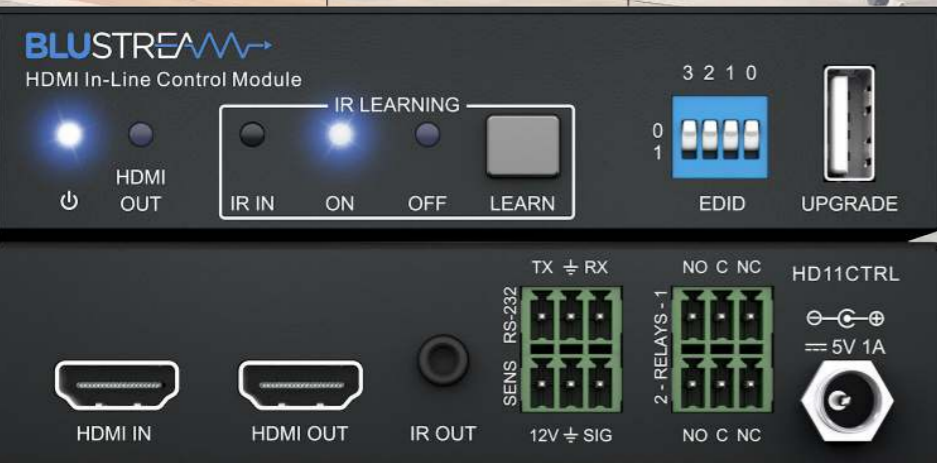 BLUSTREAM
HDMI In-Line Control Module
IR LEARNING
3 2 1 0
0
1
HDMI
OUT
IR IN
ON
OFF
LEARN
EDID
UPGRADE
TX RX
NO C NC
HD11CTRL
RS-232
SENS
2 - RELAYS - 1
5V 1A
HDMI IN
HDMI OUT
IR OUT
12V SIG
NO C NC